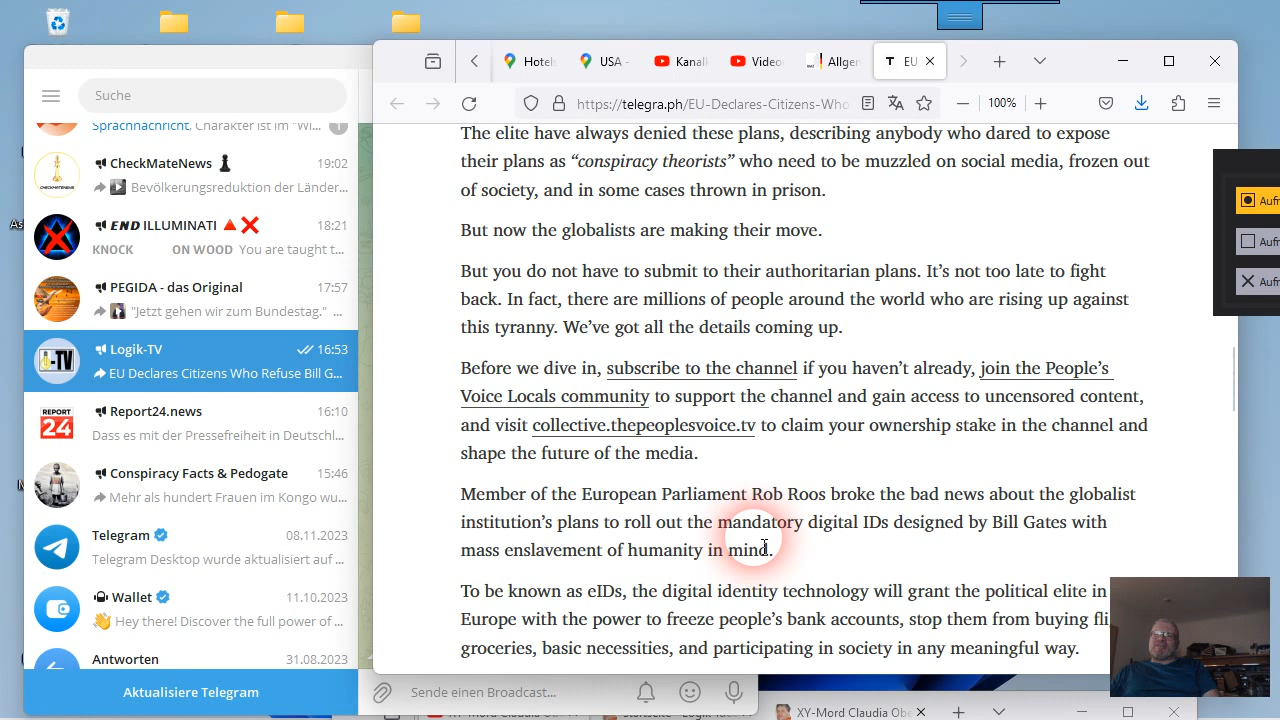 Suche
Sprachnachricht, Charakter ist im "Wi...
1
CheckMateNews
19:02
Bevölkerungsreduktion der Länder...
END ILLUMINATI
18:21
KNOCK ON WOOD You are taught t...
PEGIDA - das Original
17:57
"Jetzt gehen wir zum Bundestag." ...
Logik-TV
16:53
EU Declares Citizens Who Refuse Bill G...
Report24.news
16:10
Dass es mit der Pressefreiheit in Deutschl...
Conspiracy Facts & Pedogate
15:46
Mehr als hundert Frauen im Kongo wu...
Telegram
08.11.2023
Telegram Desktop wurde aktualisiert auf ...
Wallet
11.10.2023
Hey there! Discover the full power of ...
Antworten
31.08.2023
Aktualisiere Telegram
Hotels
USA -
Kanal
Video
Allgem
EU
https://telegra.ph/EU-Declares-Citizens-Who
100%
The elite have always denied these plans, describing anybody who dared to expose
their plans as “conspiracy theorists” who need to be muzzled on social media, frozen out
of society, and in some cases thrown in prison.
But now the globalists are making their move.
But you do not have to submit to their authoritarian plans. It’s not too late to fight
back. In fact, there are millions of people around the world who are rising up against
this tyranny. We’ve got all the details coming up.
Before we dive in, subscribe to the channel if you haven’t already, join the People’s
Voice Locals community to support the channel and gain access to uncensored content,
and visit collective.thepeoplesvoice.tv to claim your ownership stake in the channel and
shape the future of the media.
Member of the European Parliament Rob Roos broke the bad news about the globalist
institution’s plans to roll out the mandatory digital IDs designed by Bill Gates with
mass enslavement of humanity in mind.
To be known as eIDs, the digital identity technology will grant the political elite in
Europe with the power to freeze people’s bank accounts, stop them from buying fli
groceries, basic necessities, and participating in society in any meaningful way.
Sende einen Broadcast...
Aufr
Aufr
Aufr
XY-Mord Claudia Obe